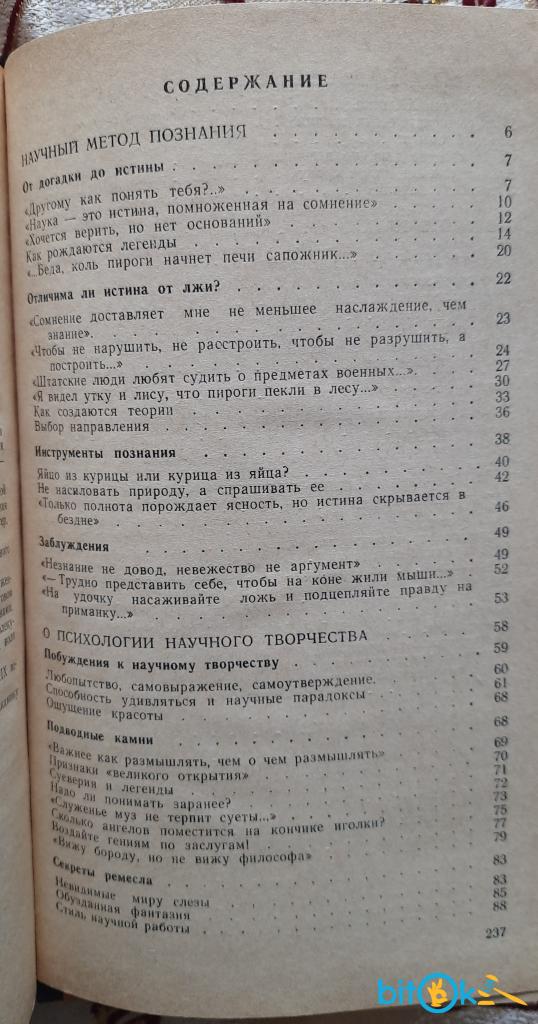 СОДЕРЖАНИЕ
НАУЧНЫЙ МЕТОД ПОЗНАНИЯ 6
От догадки до истины 7
«Другому как понять тебя?..» 7
«Наука — это истина, помноженная на сомнение» 10
«Хочется верить, но нет оснований» 12
Как рождаются легенды 14
«...Беда, коль пироги начнет печи сапожник...» 20
Отличима ли истина от лжи? 22
«Сомнение доставляет мне не меньшее наслаждение, чем
знание». 23
«Чтобы не нарушить, не расстроить, чтобы не разрушить, а
построить...» 24
«Штатские люди любят судить о предметах военных...». 27
«Я видел утку и лису, что пироги пекли в лесу...» 30
Как создаются теории 33
Выбор направления 36
Инструменты познания 38
Яйцо из курицы или курица из яйца? 40
Не насиловать природу, а спрашивать ее 42
«Только полнота порождает ясность, но истина скрывается в
бездне» 46
Заблуждения 49
«Незнание не довод, невежество не аргумент» 49
«— Трудно представить себе, чтобы на коне жили мыши...» 52
«На удочку насаживайте ложь и подцепляйте правду на
приманку...» 53
О ПСИХОЛОГИИ НАУЧНОГО ТВОРЧЕСТВА 58
Побуждения к научному творчеству 59
Любопытство, самовыражение, самоутверждение. 60
Способность удивляться и научные парадоксы 61
Ощущение красоты 68
Подводные камни 68
«Важнее как размышлять, чем о чем размышлять» 69
Признаки «великого открытия» 70
Суеверия и легенды 71
Надо ли понимать заранее? 72
«Служенье муз не терпит суеты...» 73
Сколько ангелов поместится на кончике иголки? 75
Воздайте гениям по заслугам! 77
«Вижу бороду, но не вижу философа» 79
Секреты ремесла 83
Невидимые миру слезы 83
Обузданная фантазия 85
Стиль научной работы 88
237
bitok